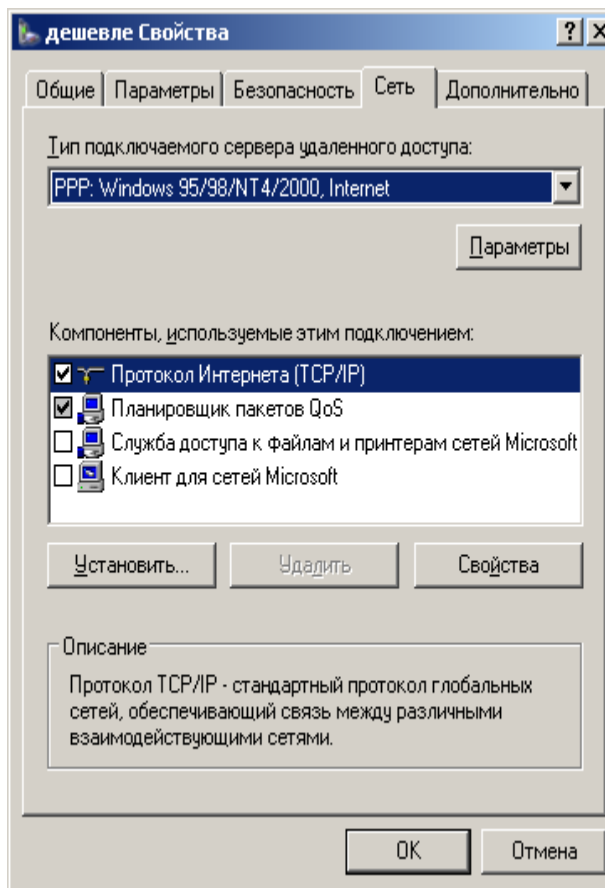 дешевле Свойства
Общие Параметры Безопасность Сеть Дополнительно
Тип подключаемого сервера удаленного доступа:
PPP: Windows 95/98/NT4/2000, Internet
Параметры
Компоненты, используемые этим подключением:
Протокол Интернета (TCP/IP)
Планировщик пакетов QoS
Служба доступа к файлам и принтерам сетей Microsoft
Клиент для сетей Microsoft
Установить... Удалить Свойства
Описание
Протокол TCP/IP - стандартный протокол глобальных
сетей, обеспечивающий связь между различными
взаимодействующими сетями.
OK Отмена